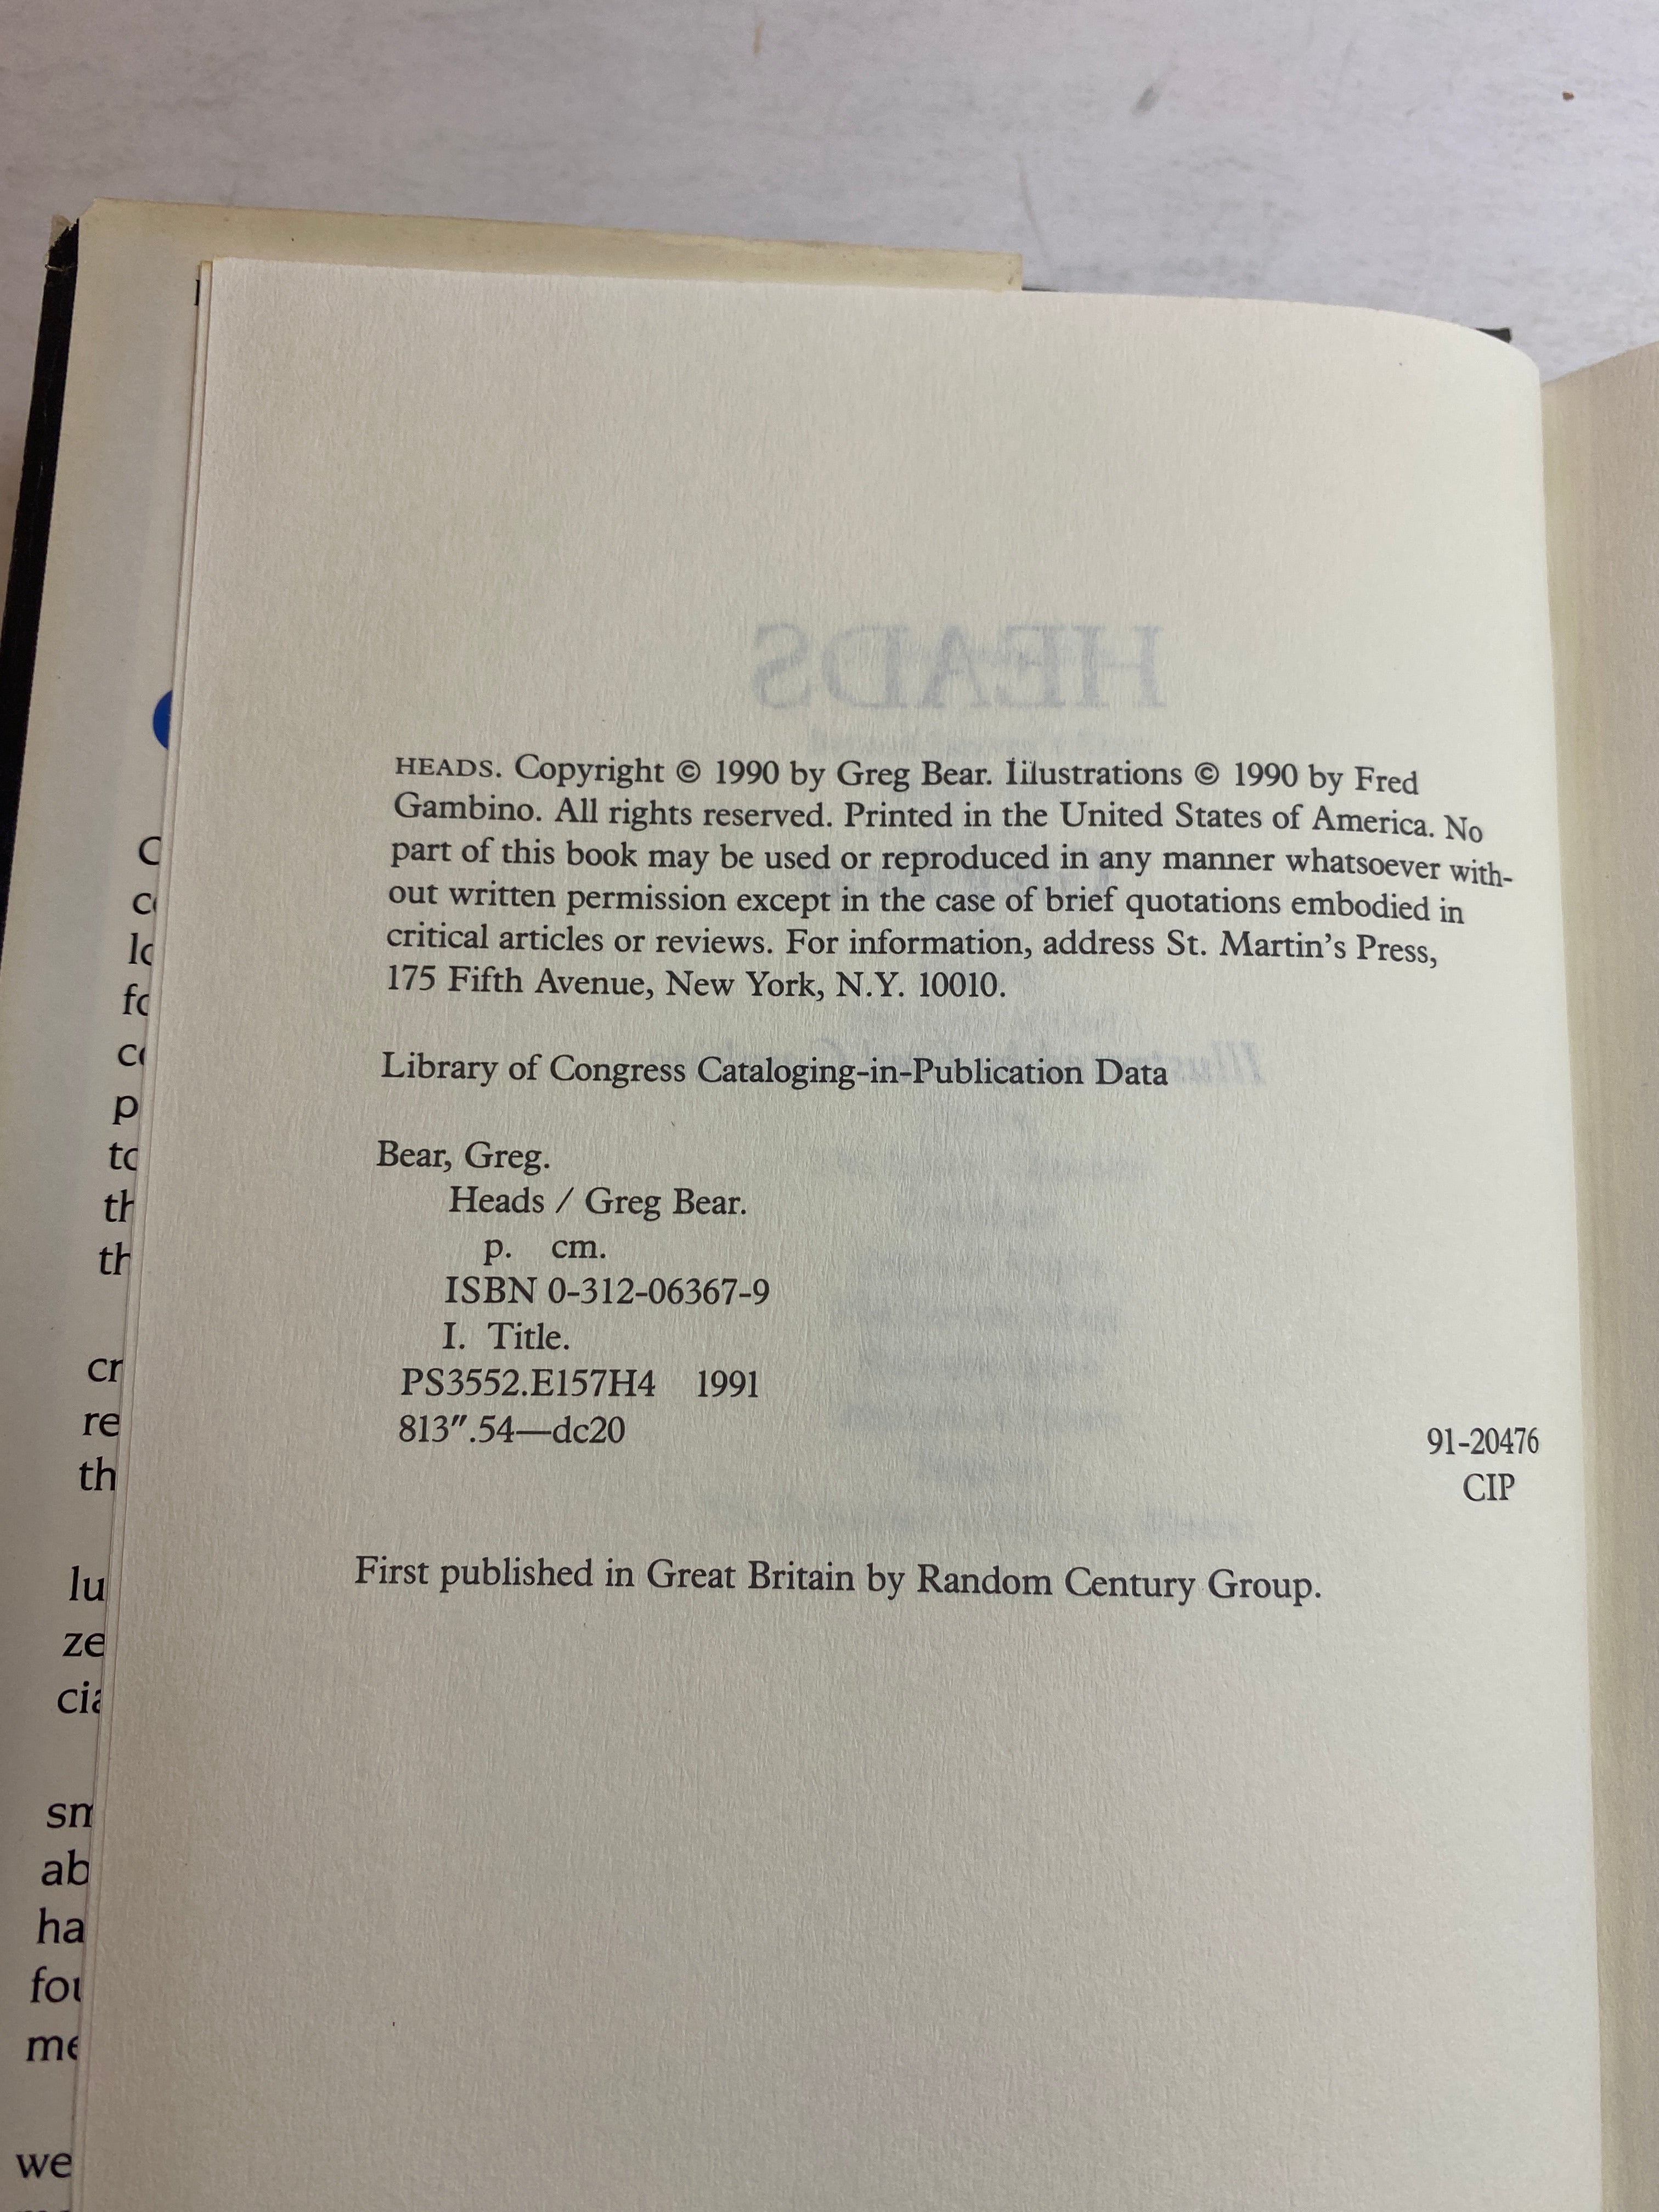 HEADS. Copyright © 1990 by Greg Bear. Illustrations © 1990 by Fred
Gambino. All rights reserved. Printed in the United States of America. No
part of this book may be used or reproduced in any manner whatsoever with-
out written permission except in the case of brief quotations embodied in
critical articles or reviews. For information, address St. Martin's Press,
175 Fifth Avenue, New York, N.Y. 10010.
Library of Congress Cataloging-in-Publication Data
Bear, Greg.
Heads / Greg Bear.
p. cm.
ISBN 0-312-06367-9
I. Title.
PS3552.E157H4 1991
813".54—dc20
91-20476
CIP
First published in Great Britain by Random Century Group.
HEADS